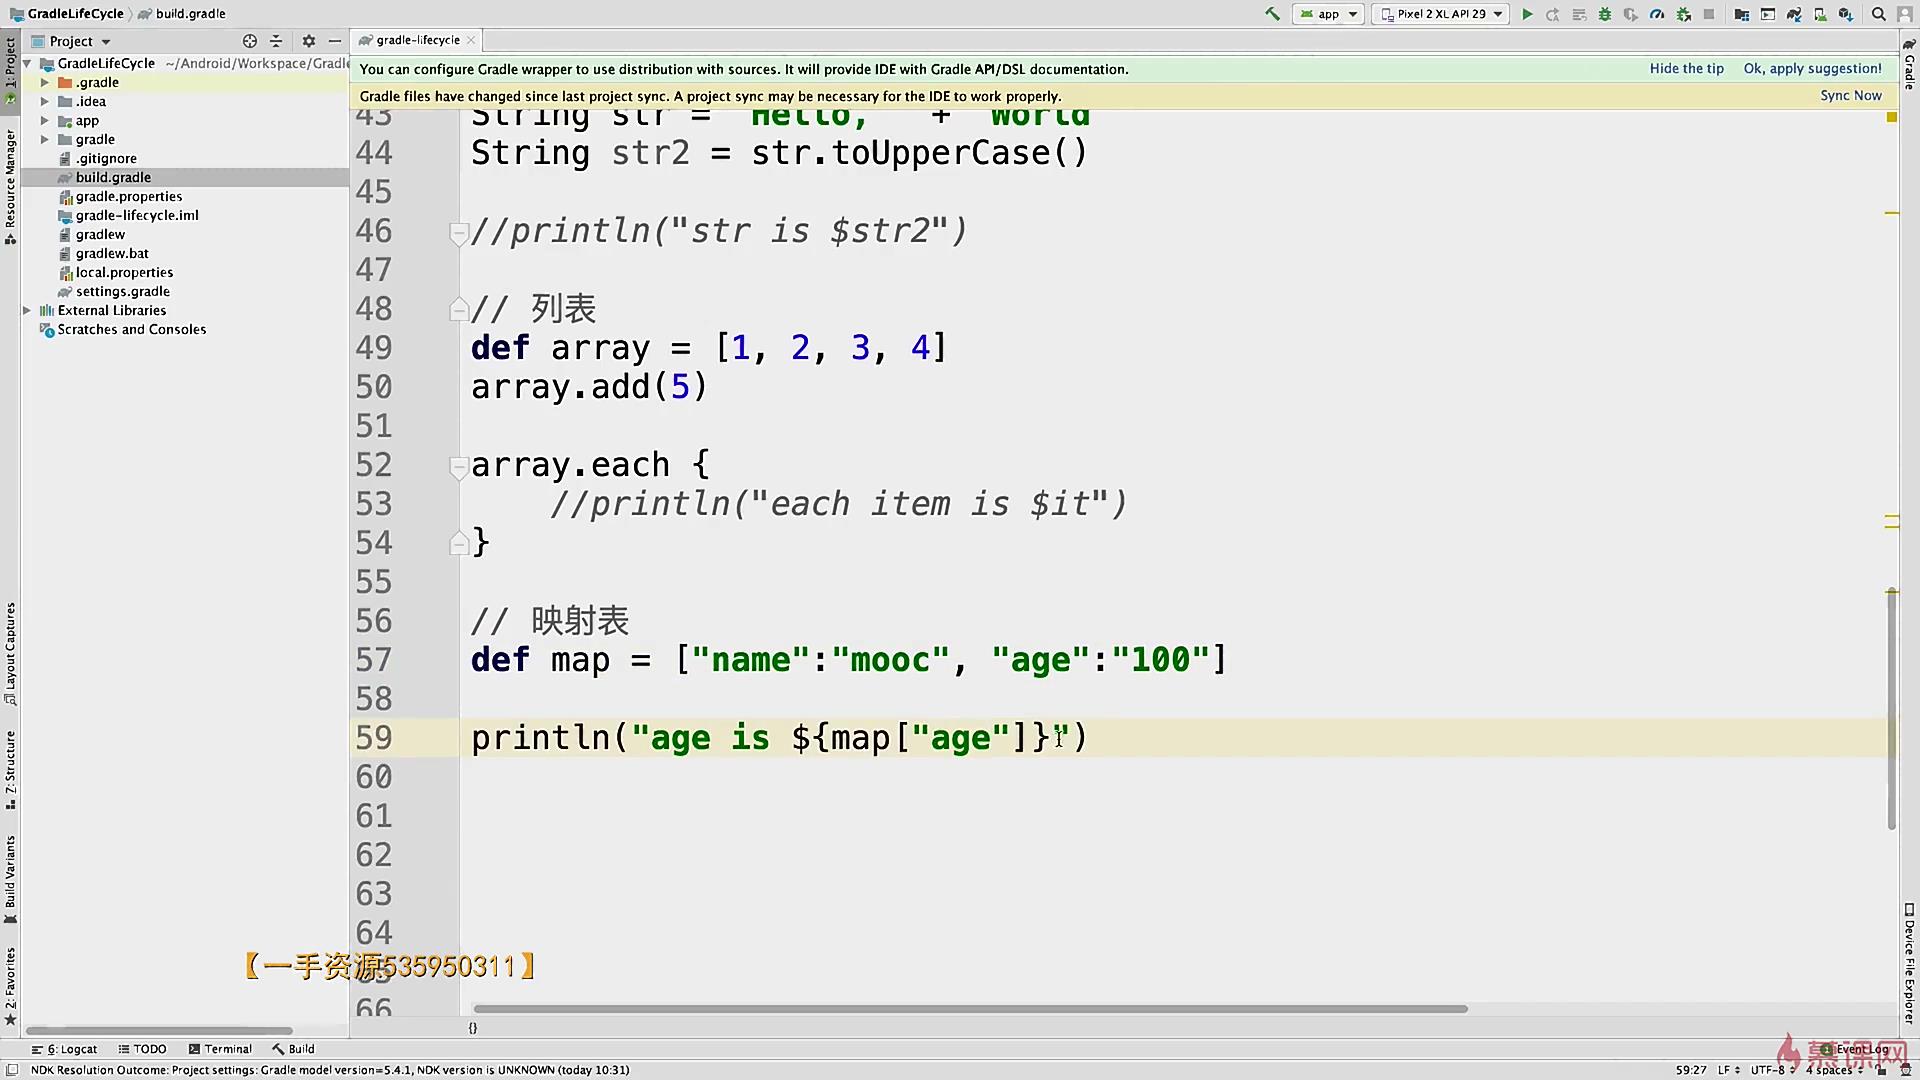 GradleLifeCycle
build.gradle
app
Pixel 2 XL API 29
Project
gradle-lifecycle
GradleLifeCycle ~/Android/Workspace/Gradle
.gradle
.idea
app
gradle
.gitignore
build.gradle
gradle.properties
gradle-lifecycle.iml
gradlew
gradlew.bat
local.properties
settings.gradle
External Libraries
Scratches and Consoles
1: Project
Resource Manager
Layout Captures
Z: Structure
Build Variants
2: Favorites
You can configure Gradle wrapper to use distribution with sources. It will provide IDE with Gradle API/DSL documentation.
Hide the tip
Ok, apply suggestion!
Gradle files have changed since last project sync. A project sync may be necessary for the IDE to work properly.
Sync Now
43 String str = "Hello, " + "World"
44 String str2 = str.toUpperCase()
45
46 //println("str is $str2")
47
48 // 列表
49 def array = [1, 2, 3, 4]
50 array.add(5)
51
52 array.each {
53 //println("each item is $it")
54 }
55
56 // 映射表
57 def map = ["name":"mooc", "age":"100"]
58
59 println("age is ${map["age"]}")
60
61
62
63
64
65
66
【一手资源535950311】
{}
Gradle
Device File Explorer
6: Logcat
TODO
Terminal
Build
Event Log
慕课网
NDK Resolution Outcome: Project settings: Gradle model version=5.4.1, NDK version is UNKNOWN (today 10:31)
59:27
LF
UTF-8
4 spaces